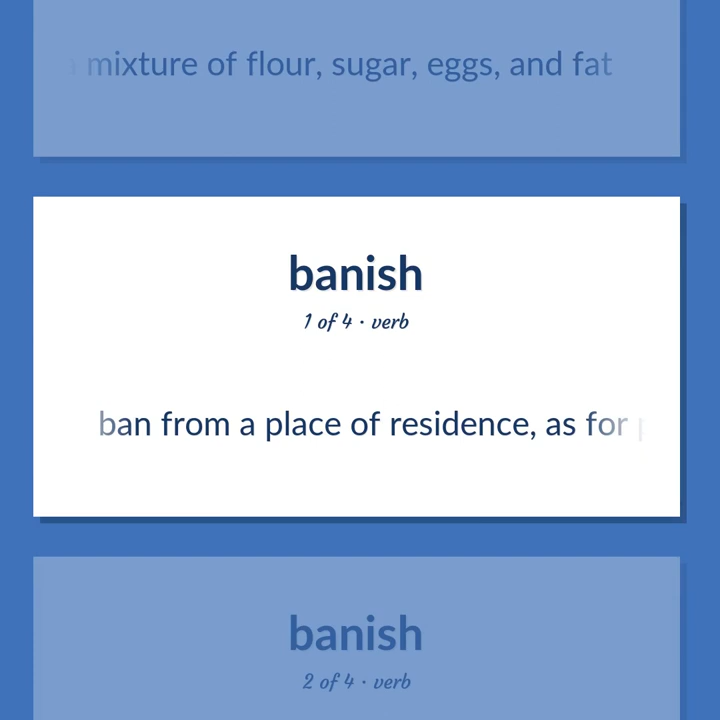 mixture of flour, sugar, eggs, and fat
banish
1 of 4 · verb
ban from a place of residence, as for
banish
2 of 4 · verb